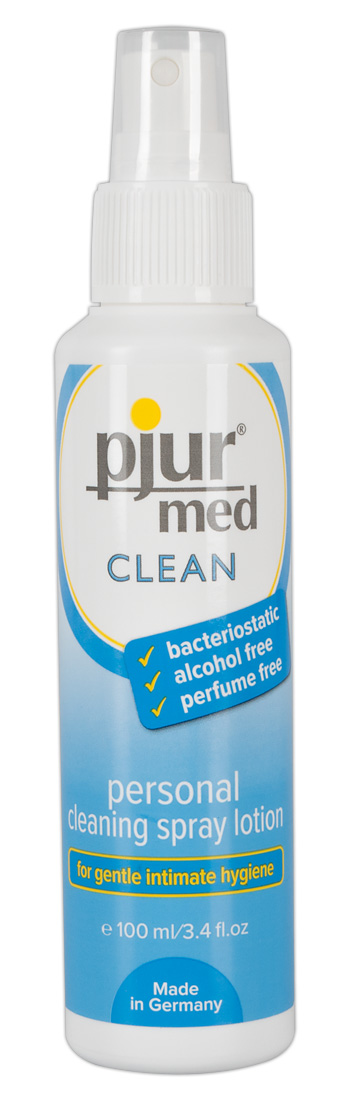 pjur®
med
CLEAN
✓ bacteriostatic
✓ alcohol free
✓ perfume free
personal
cleaning spray lotion
for gentle intimate hygiene
℮ 100 ml/3.4 fl.oz
Made
in Germany